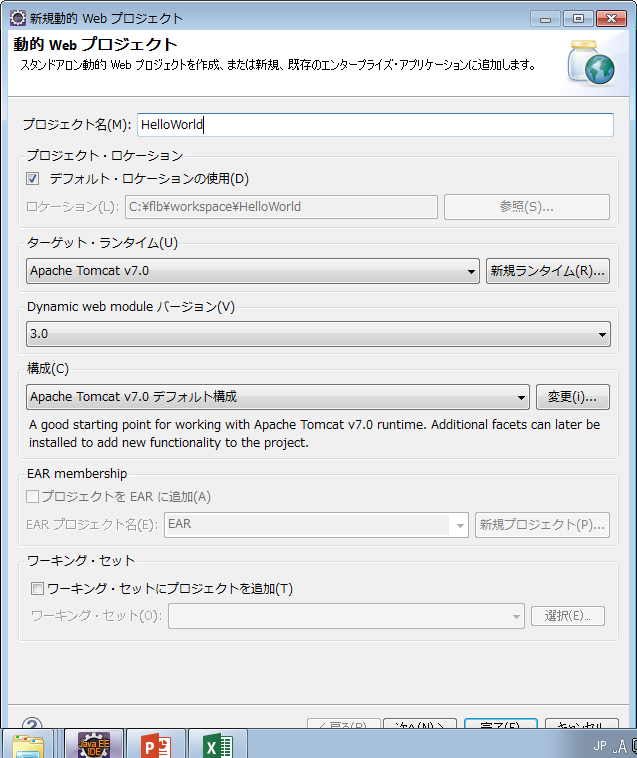 新規動的 Web プロジェクト
動的 Web プロジェクト
スタンドアロン動的 Web プロジェクトを作成、または新規、既存のエンタープライズ・アプリケーションに追加します。
プロジェクト名(M): HelloWorld
プロジェクト・ロケーション
デフォルト・ロケーションの使用(D)
ロケーション(L): C:¥flb¥workspace¥HelloWorld 参照(S)...
ターゲット・ランタイム(U)
Apache Tomcat v7.0 新規ランタイム(R)...
Dynamic web module バージョン(V)
3.0
構成(C)
Apache Tomcat v7.0 デフォルト構成 変更(i)...
A good starting point for working with Apache Tomcat v7.0 runtime. Additional facets can later be
installed to add new functionality to the project.
EAR membership
プロジェクトを EAR に追加(A)
EAR プロジェクト名(E): EAR 新規プロジェクト(P)...
ワーキング・セット
ワーキング・セットにプロジェクトを追加(T)
ワーキング・セット(O): 選択(E)...
? < 戻る(B) 次へ(N) > 完了(F) キャンセル
Java EE
IDE
JP A